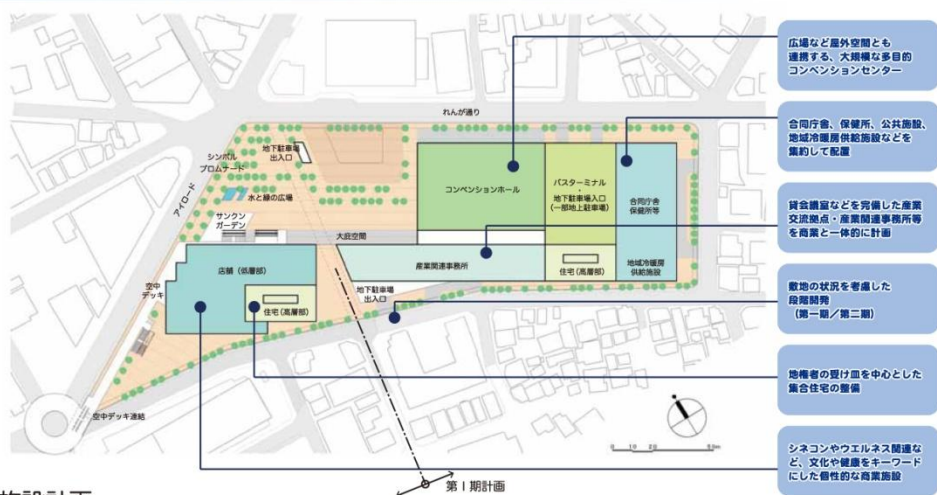 れんが通り
アイロード
シンボル
プロムナード
地下駐車場
出入口
水と緑の広場
サンクン
ガーデン
大庇空間
コンベンションホール
バスターミナル
・
地下駐車場入口
(一部地上駐車場)
合同庁舎
保健所等
店舗(低層部)
産業関連事務所
住宅(高層部)
地域冷暖房
供給施設
空中
デッキ
地下駐車場
出入口
住宅(高層部)
空中デッキ連結
0 10 20 50m
第Ⅰ期計画
広場など屋外空間とも
連携する、大規模な多目的
コンベンションセンター
合同庁舎、保健所、公共施設、
地域冷暖房供給施設などを
集約して配置
貸会議室などを完備した産業
交流拠点・産業関連事務所等
を商業と一体的に計画
敷地の状況を考慮した
段階開発
(第一期/第二期)
地権者の受け皿を中心とした
集合住宅の整備
シネコンやウエルネス関連な
ど、文化や健康をキーワード
にした個性的な商業施設